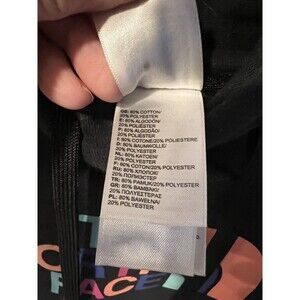 GB: 80% COTTON/
20% POLYESTER
E: 80% ALGODÓN/
20% POLIÉSTER
P: 80% ALGODÃO/
20% POLIÉSTER
I: 80% COTONE/20% POLIESTERE
D: 80% BAUMWOLLE/
20% POLYESTER
NL: 80% KATOEN/
20% POLYESTER
F: 80% COTON/20% POLYESTER
RU: 80% ХЛОПОК/
20% ПОЛИЭСТЕР
TR: 80% PAMUK/20% POLYESTER
GR: 80% ΒΑΜΒΑΚΙ/
20% ΠΟΛΥΕΣΤΕΡΑΣ
PL: 80% BAWEŁNA/
20% POLYESTER